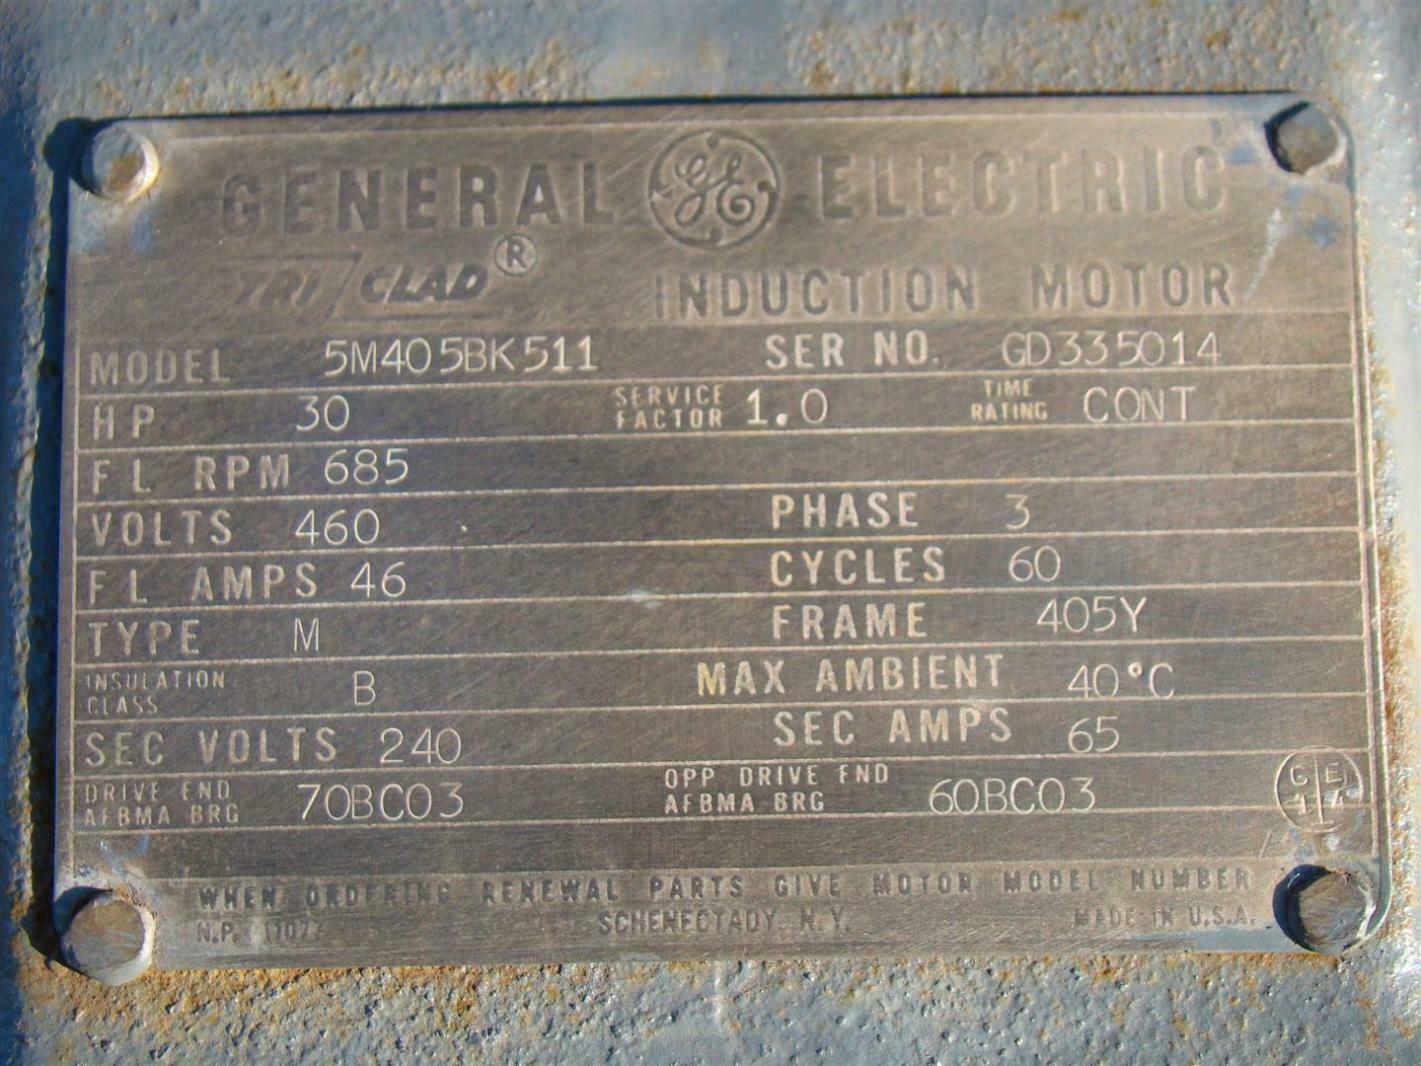 GENERAL GE ELECTRIC
TRI CLAD ® INDUCTION MOTOR
MODEL 5M405BK511 SER NO. GD335014
HP 30 SERVICE FACTOR 1.0 TIME RATING CONT
FL RPM 685
VOLTS 460 PHASE 3
FL AMPS 46 CYCLES 60
TYPE M FRAME 405Y
INSULATION CLASS B MAX AMBIENT 40°C
SEC VOLTS 240 SEC AMPS 65
DRIVE END AFBMA BRG 70BC03 OPP DRIVE END AFBMA BRG 60BC03
WHEN ORDERING RENEWAL PARTS GIVE MOTOR MODEL NUMBER
N.P. SCHENECTADY, N.Y. MADE IN U.S.A.